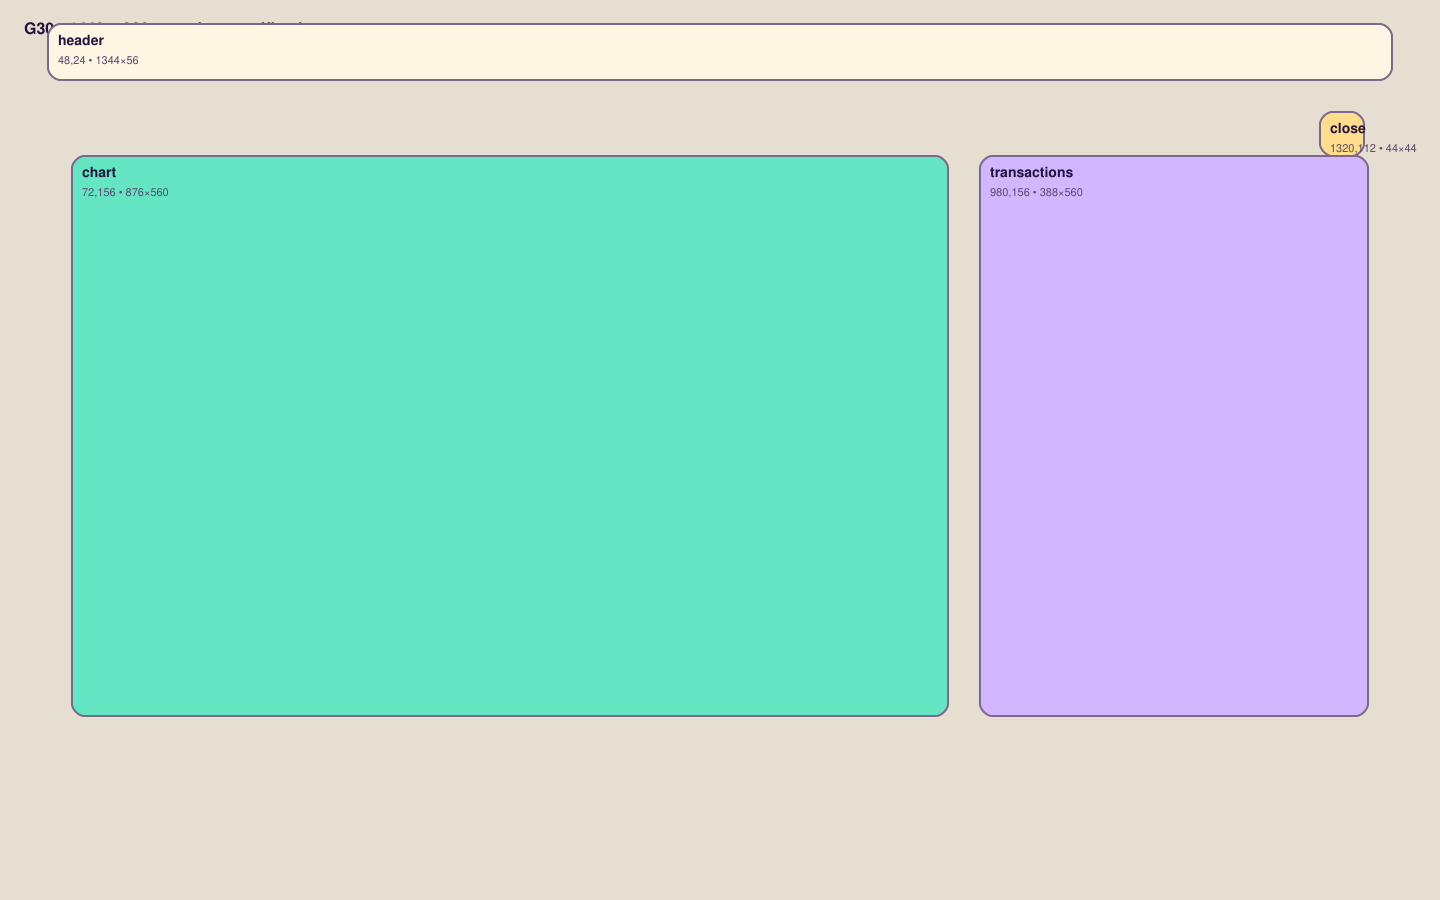 G30
header
48,24 • 1344×56
close
1320,112 • 44×44
chart
72,156 • 876×560
transactions
980,156 • 388×560